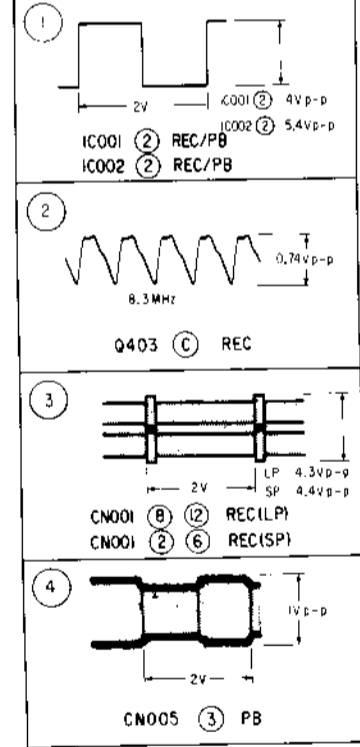 1
2V
IC001 ② 4Vp-p
IC002 ② 5.4Vp-p
IC001 ② REC/PB
IC002 ② REC/PB
2
0.74Vp-p
8.3MHz
Q403 Ⓒ REC
3
2V
LP 4.3Vp-p
SP 4.4Vp-p
CN001 ⑧ ⑫ REC(LP)
CN001 ② ⑥ REC(SP)
4
1Vp-p
2V
CN005 ③ PB